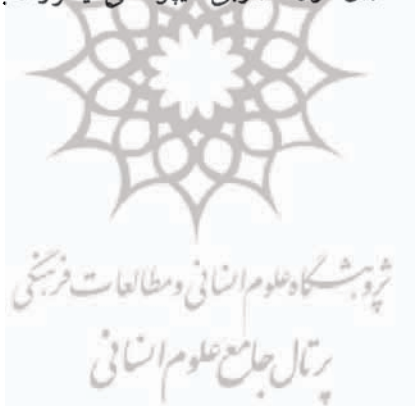 پژوهشگاه علوم انسانی و مطالعات فرهنگی
پرتال جامع علوم انسانی